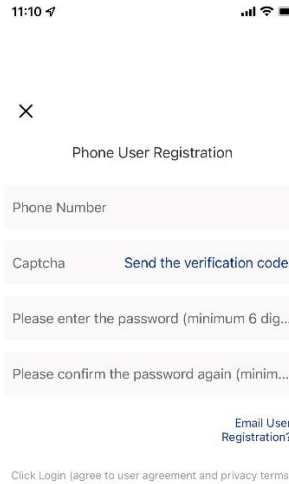 11:10
Phone User Registration
Phone Number
Captcha Send the verification code
Please enter the password (minimum 6 dig...
Please confirm the password again (minim...
Email User
Registration?
Click Login (agree to user agreement and privacy terms